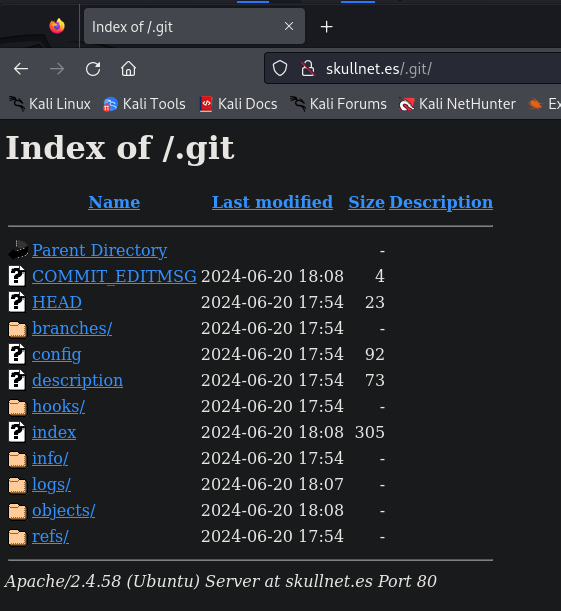 Index of /.git
skullnet.es/.git/
Kali Linux Kali Tools Kali Docs Kali Forums Kali NetHunter Ex
Index of /.git
Name Last modified Size Description
Parent Directory -
COMMIT_EDITMSG 2024-06-20 18:08 4
HEAD 2024-06-20 17:54 23
branches/ 2024-06-20 17:54 -
config 2024-06-20 17:54 92
description 2024-06-20 17:54 73
hooks/ 2024-06-20 17:54 -
index 2024-06-20 18:08 305
info/ 2024-06-20 17:54 -
logs/ 2024-06-20 18:07 -
objects/ 2024-06-20 18:08 -
refs/ 2024-06-20 17:54 -
Apache/2.4.58 (Ubuntu) Server at skullnet.es Port 80